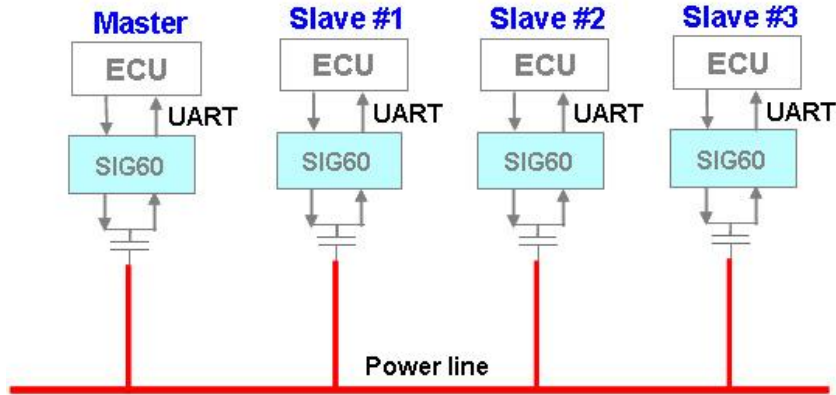 Master
Slave #1
Slave #2
Slave #3
ECU
ECU
ECU
ECU
UART
UART
UART
UART
SIG60
SIG60
SIG60
SIG60
Power line